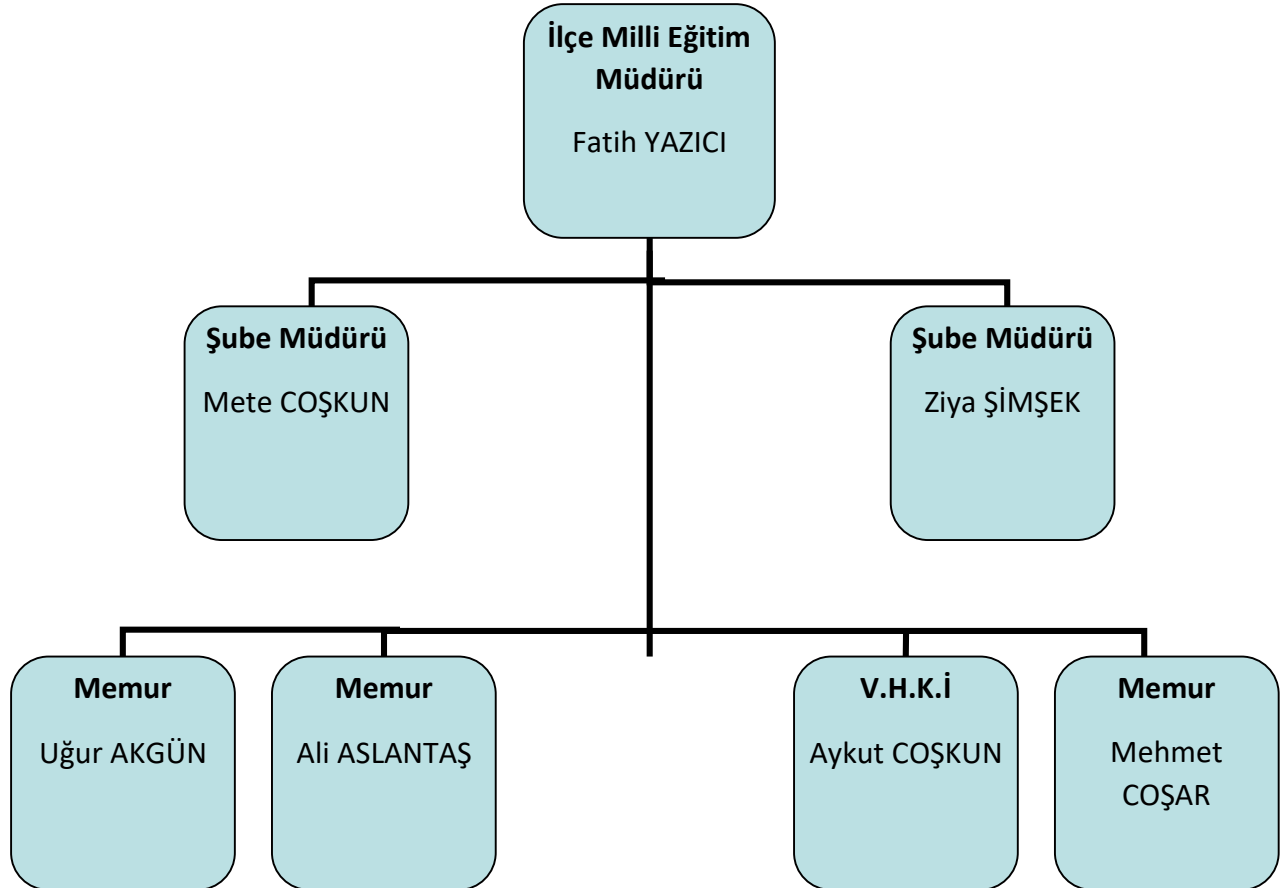 İlçe Milli Eğitim
Müdürü
Fatih YAZICI
Şube Müdürü
Mete COŞKUN
Şube Müdürü
Ziya ŞİMŞEK
Memur
Uğur AKGÜN
Memur
Ali ASLANTAŞ
V.H.K.İ
Aykut COŞKUN
Memur
Mehmet
COŞAR